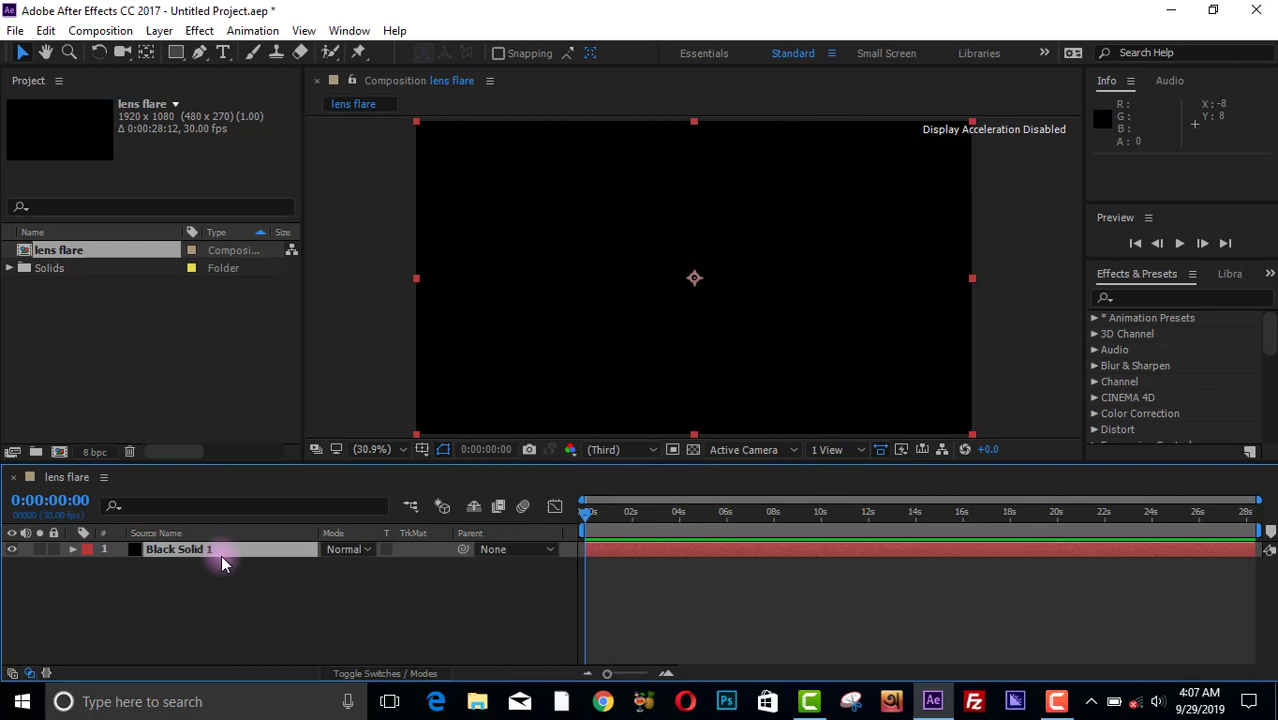 Adobe After Effects CC 2017 - Untitled Project.aep *
File Edit Composition Layer Effect Animation View Window Help
Snapping Essentials Standard Small Screen Libraries Search Help
Project
lens flare
1920 x 1080 (480 x 270) (1.00)
Δ 0:00:28:12, 30.00 fps
Name Type Size
lens flare Composi...
Solids Folder
8 bpc
Composition lens flare
lens flare
Display Acceleration Disabled
(30.9%) 0:00:00:00 (Third) Active Camera 1 View +0.0
Info Audio
R: X: -8
G: Y: 8
B:
A: 0
Preview
Effects & Presets Libra
* Animation Presets
3D Channel
Audio
Blur & Sharpen
Channel
CINEMA 4D
Color Correction
Distort
lens flare
0:00:00:00
00000 (30.00 fps)
# Source Name Mode T TrkMat Parent
1 Black Solid 1 Normal None
02s 04s 06s 08s 10s 12s 14s 16s 18s 20s 22s 24s 26s 28s
Toggle Switches / Modes
Type here to search
4:07 AM
9/29/2019